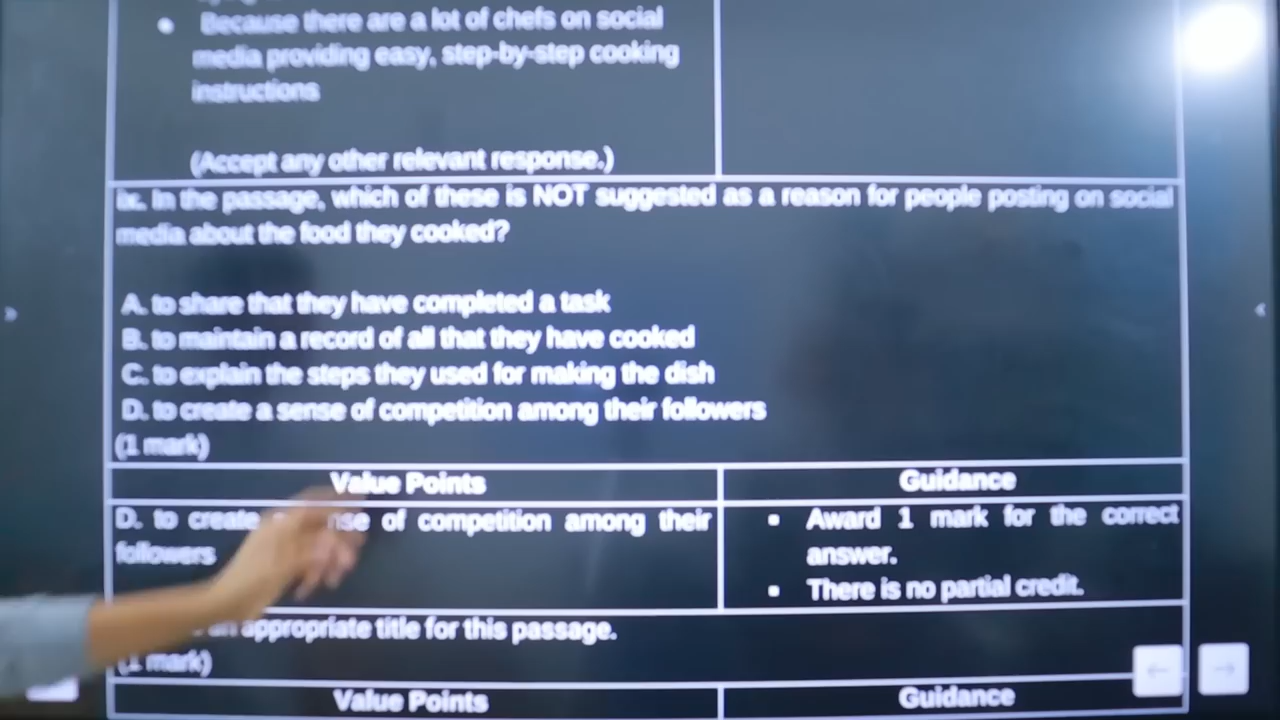 Because there are a lot of chefs on social
media providing easy, step-by-step cooking
instructions
(Accept any other relevant response.)
ix. In the passage, which of these is NOT suggested as a reason for people posting on social
media about the food they cooked?
A. to share that they have completed a task
B. to maintain a record of all that they have cooked
C. to explain the steps they used for making the dish
D. to create a sense of competition among their followers
(1 mark)
Value Points
Guidance
D. to create nse of competition among their
followers
Award 1 mark for the correct
answer.
There is no partial credit.
an appropriate title for this passage.
(1 mark)
Value Points
Guidance